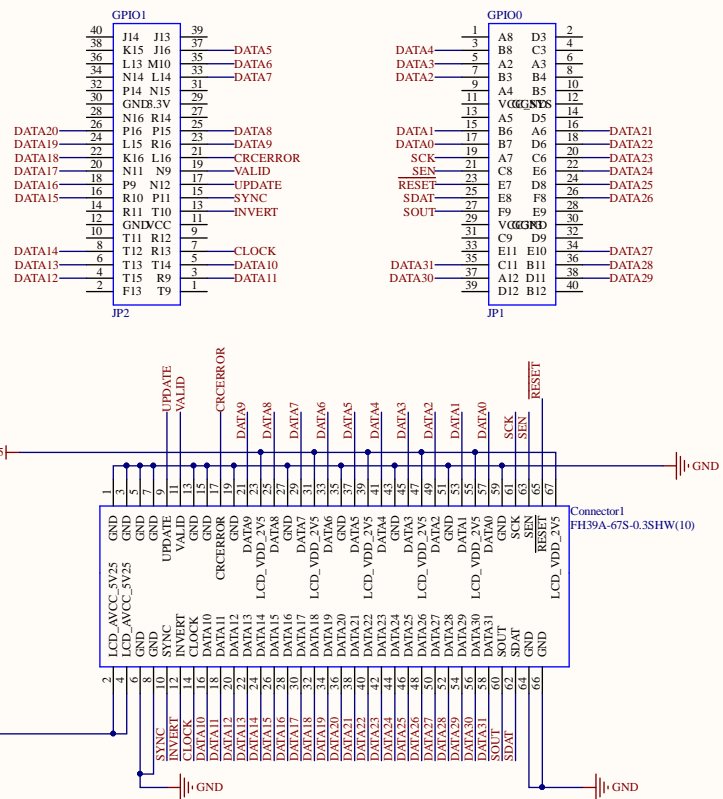 GPIO1
40 J14 J13 39
38 K15 J16 37 DATA5
36 L13 M10 35 DATA6
34 N14 L14 33 DATA7
32 P14 N15 31
30 GND 3.3V 29
28 N16 R14 27
DATA20 26 P16 P15 25 DATA8
DATA19 24 L15 R16 23 DATA9
DATA18 22 K16 L16 21 CRCERROR
DATA17 20 N11 N9 19 VALID
DATA16 18 P9 N12 17 UPDATE
DATA15 16 R10 P11 15 SYNC
14 R11 T10 13 INVERT
12 GND VCC 11
10 T11 R12 9
DATA14 8 T12 R13 7 CLOCK
DATA13 6 T13 T14 5 DATA10
DATA12 4 T15 R9 3 DATA11
2 F13 T9 1
JP2
GPIO0
1 A8 D3 2
DATA4 3 B8 C3 4
DATA3 5 A2 A3 6
DATA2 7 B3 B4 8
9 A4 B5 10
11 12
13 A5 D5 14
DATA1 15 B6 A6 16 DATA21
DATA0 17 B7 D6 18 DATA22
SCK 19 A7 C6 20 DATA23
SEN 21 C8 E6 22 DATA24
RESET 23 E7 D8 24 DATA25
SDAT 25 E8 F8 26 DATA26
SOUT 27 F9 E9 28
29 30
31 C9 D9 32
33 E11 E10 34 DATA27
DATA31 35 C11 B11 36 DATA28
DATA30 37 A12 D11 38 DATA29
39 D12 B12 40
JP1
UPDATE
VALID
CRCERROR
DATA9
DATA8
DATA7
DATA6
DATA5
DATA4
DATA3
DATA2
DATA1
DATA0
SCK
SEN
RESET
GND
Connector1
FH39A-67S-0.3SHW(10)
1 GND
3 GND
5 GND
7 GND
9 UPDATE
11 VALID
13 GND
15 GND
17 CRCERROR
19 GND
21 DATA9
23 LCD_VDD_2V5
25 DATA8
27 GND
29 DATA7
31 LCD_VDD_2V5
33 DATA6
35 GND
37 DATA5
39 LCD_VDD_2V5
41 DATA4
43 GND
45 DATA3
47 LCD_VDD_2V5
49 DATA2
51 GND
53 DATA1
55 LCD_VDD_2V5
57 DATA0
59 GND
61 SCK
63 SEN
65 RESET
67 LCD_VDD_2V5
LCD_AVCC_5V25 2
LCD_AVCC_5V25 4
GND 6
GND 8
SYNC 10 SYNC
INVERT 12 INVERT
CLOCK 14 CLOCK
DATA10 16 DATA10
DATA11 18 DATA11
DATA12 20 DATA12
DATA13 22 DATA13
DATA14 24 DATA14
DATA15 26 DATA15
DATA16 28 DATA16
DATA17 30 DATA17
DATA18 32 DATA18
DATA19 34 DATA19
DATA20 36 DATA20
DATA21 38 DATA21
DATA22 40 DATA22
DATA23 42 DATA23
DATA24 44 DATA24
DATA25 46 DATA25
DATA26 48 DATA26
DATA27 50 DATA27
DATA28 52 DATA28
DATA29 54 DATA29
DATA30 56 DATA30
DATA31 58 DATA31
SOUT 60 SOUT
SDAT 62 SDAT
GND 64
GND 66
GND
GND